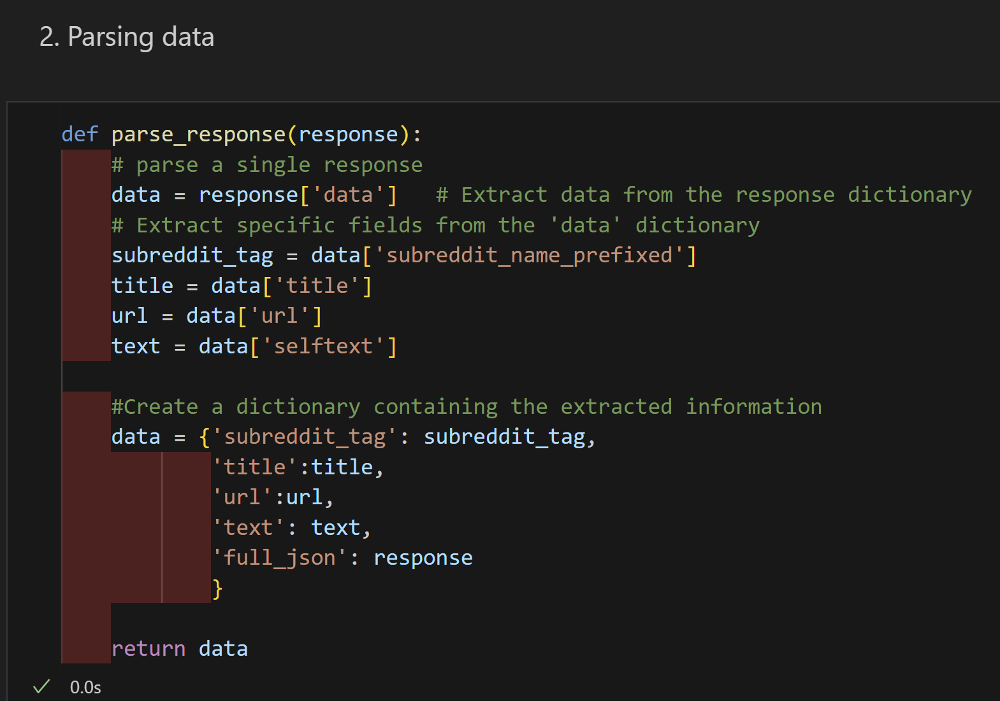 2. Parsing data
def parse_response(response):
# parse a single response
data = response['data']   # Extract data from the response dictionary
# Extract specific fields from the 'data' dictionary
subreddit_tag = data['subreddit_name_prefixed']
title = data['title']
url = data['url']
text = data['selftext']
#Create a dictionary containing the extracted information
data = {'subreddit_tag': subreddit_tag,
'title':title,
'url':url,
'text': text,
'full_json': response
}
return data
0.0s